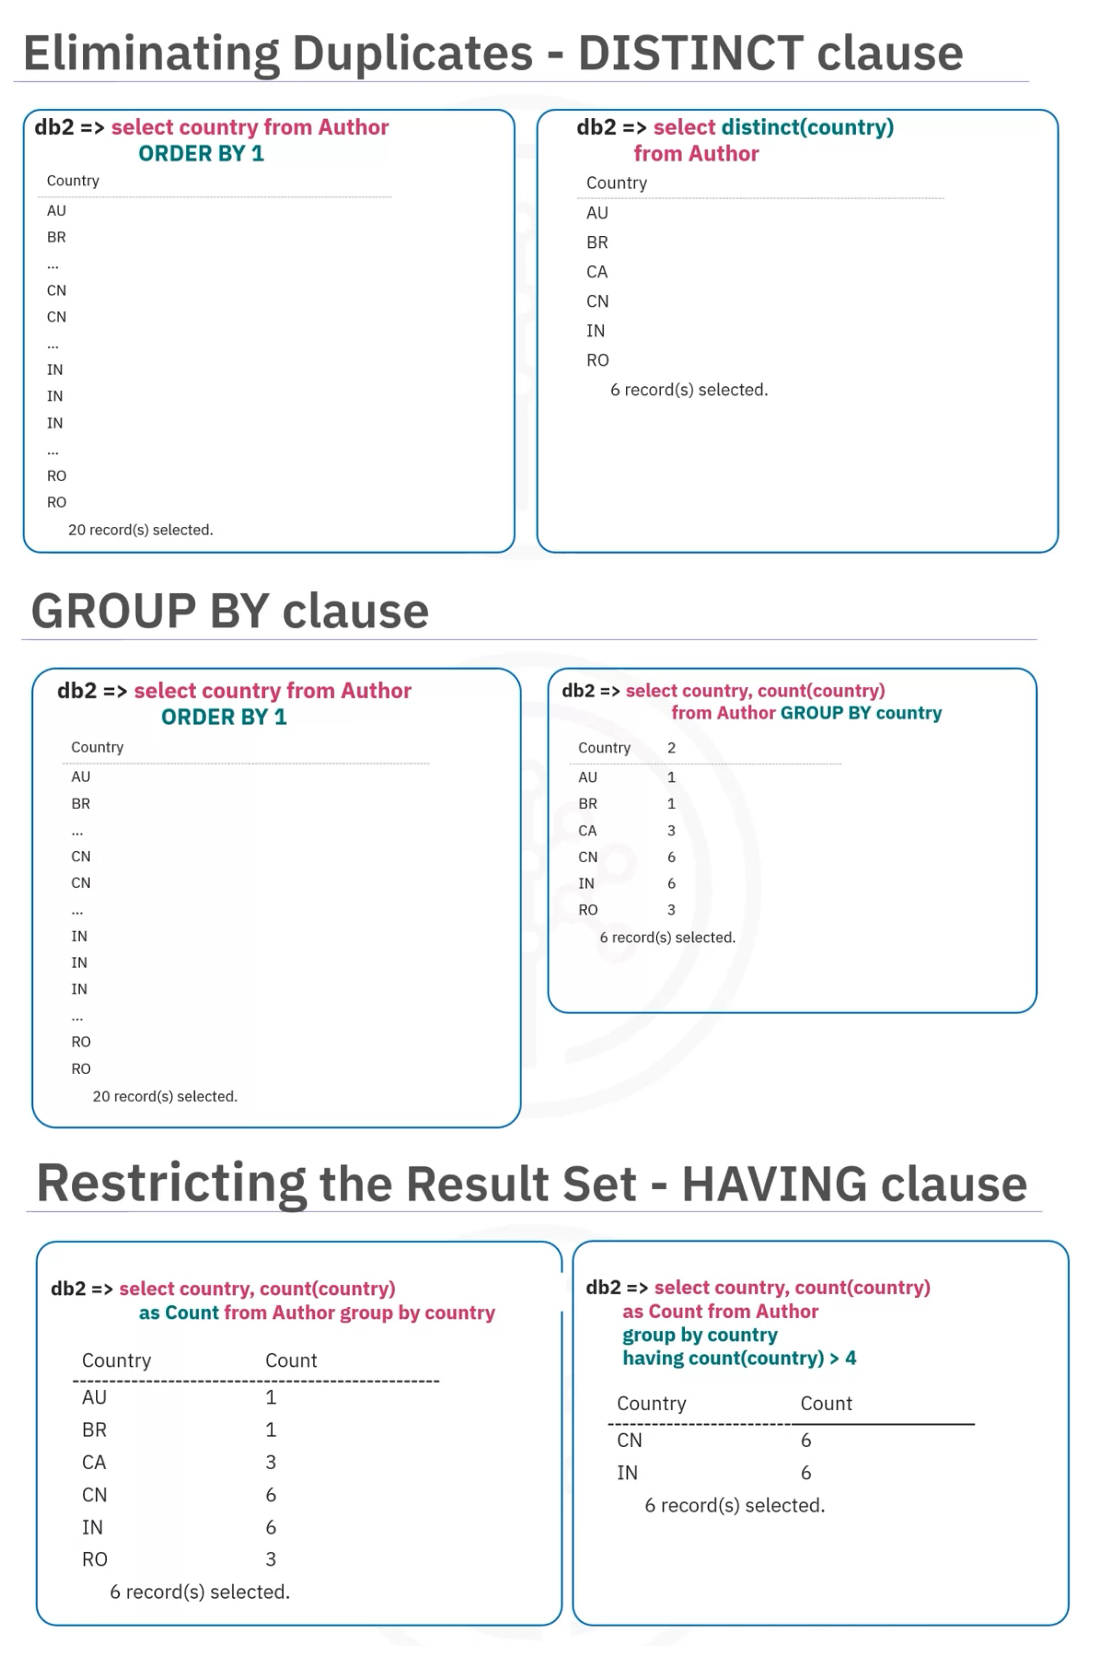 Eliminating Duplicates - DISTINCT clause
db2 => select country from Author
ORDER BY 1
Country
AU
BR
...
CN
CN
...
IN
IN
IN
...
RO
RO
20 record(s) selected.
db2 => select distinct(country)
from Author
Country
AU
BR
CA
CN
IN
RO
6 record(s) selected.
GROUP BY clause
db2 => select country from Author
ORDER BY 1
Country
AU
BR
...
CN
CN
...
IN
IN
IN
...
RO
RO
20 record(s) selected.
db2 => select country, count(country)
from Author GROUP BY country
Country 2
AU 1
BR 1
CA 3
CN 6
IN 6
RO 3
6 record(s) selected.
Restricting the Result Set - HAVING clause
db2 => select country, count(country)
as Count from Author group by country
Country Count
AU 1
BR 1
CA 3
CN 6
IN 6
RO 3
6 record(s) selected.
db2 => select country, count(country)
as Count from Author
group by country
having count(country) > 4
Country Count
CN 6
IN 6
6 record(s) selected.